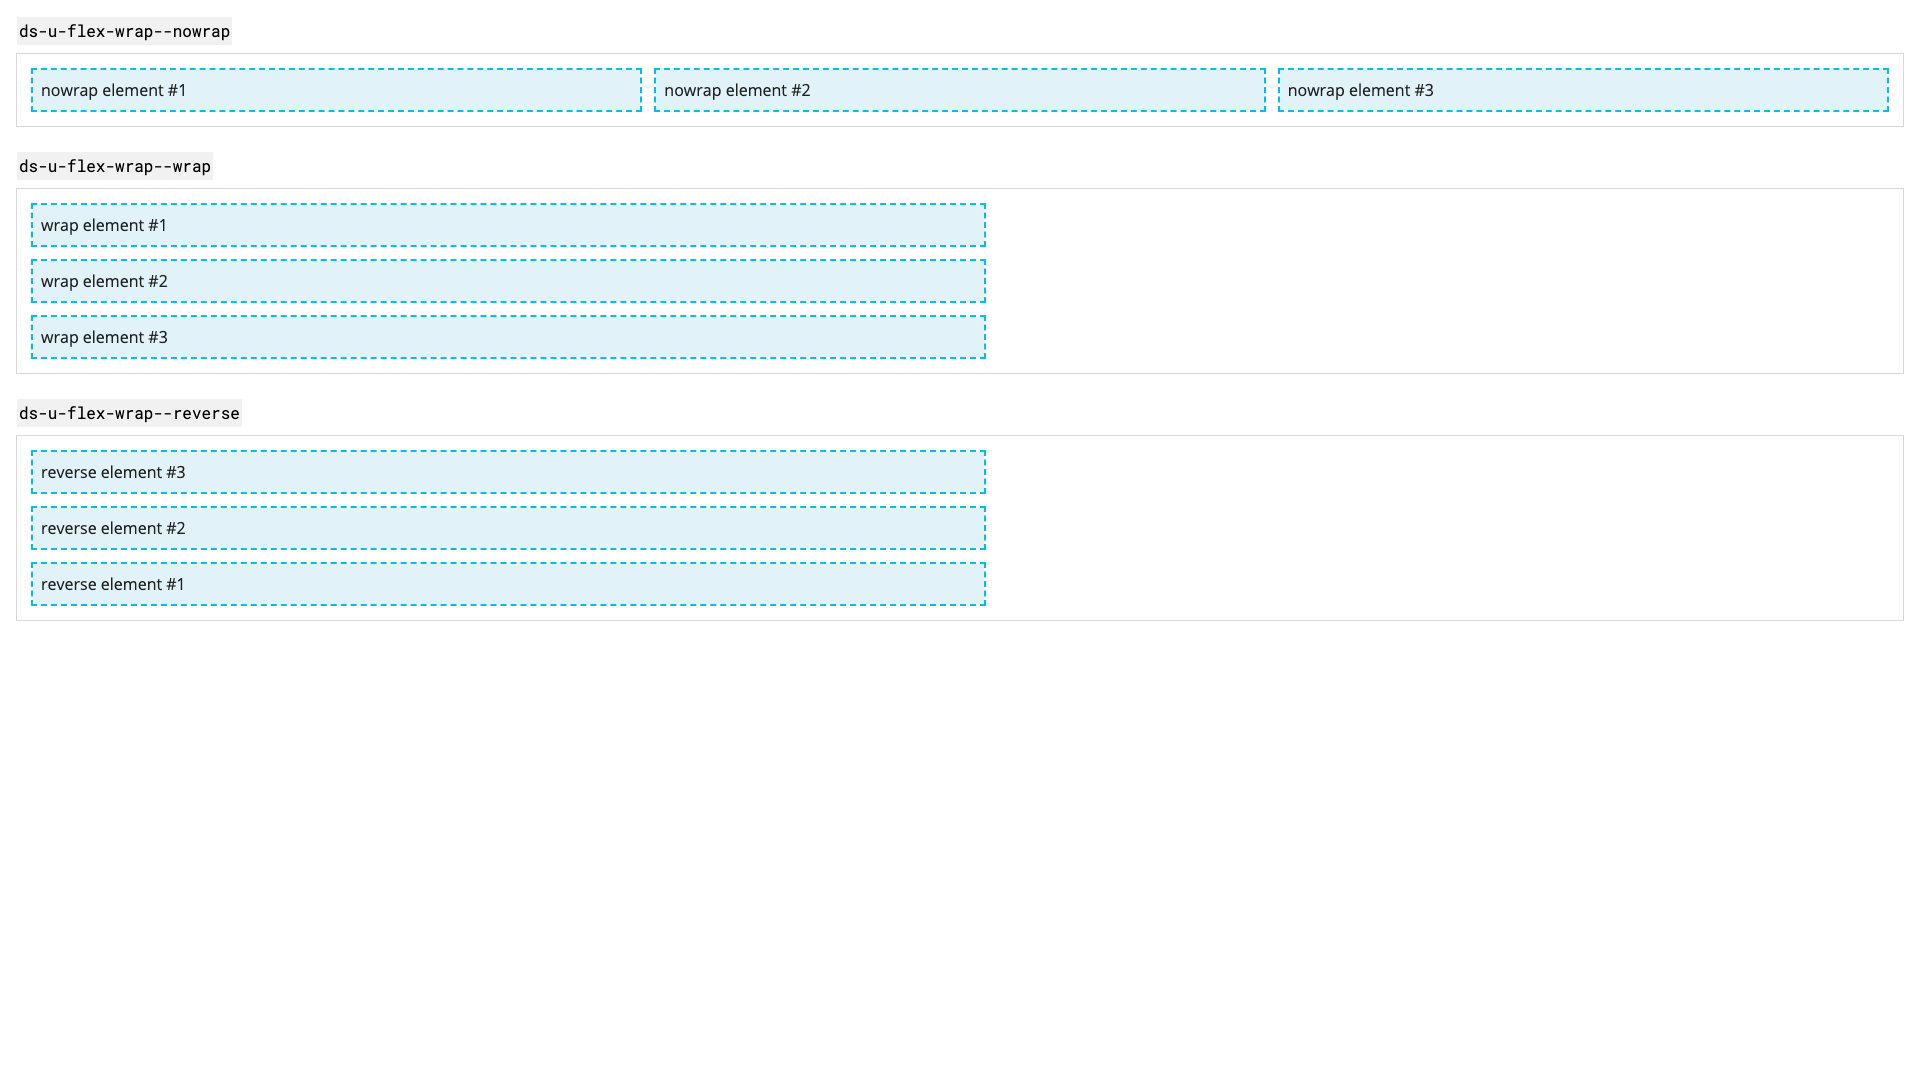 ds-u-flex-wrap--nowrap
nowrap element #1 nowrap element #2 nowrap element #3
ds-u-flex-wrap--wrap
wrap element #1
wrap element #2
wrap element #3
ds-u-flex-wrap--reverse
reverse element #3
reverse element #2
reverse element #1